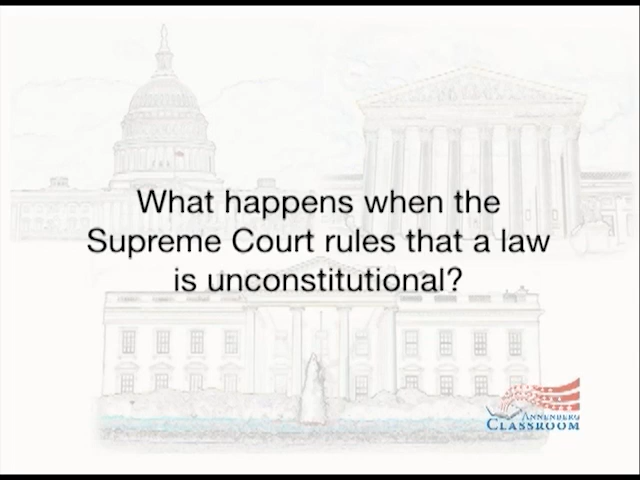 What happens when the
Supreme Court rules that a law
is unconstitutional?
ANNENBERG
CLASSROOM